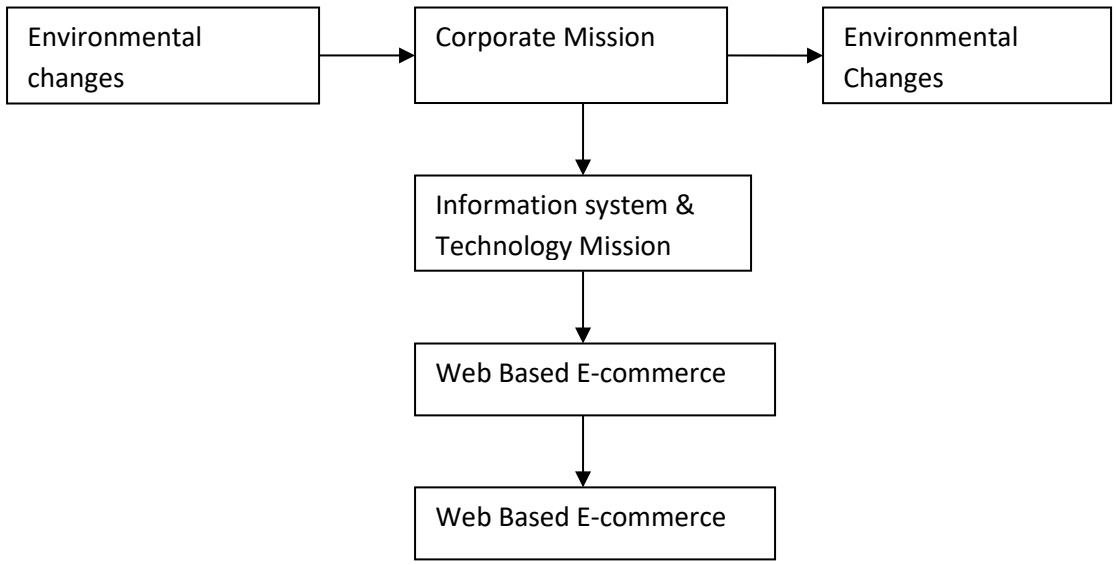 Environmental
changes
Corporate Mission
Environmental
Changes
Information system &
Technology Mission
Web Based E-commerce
Web Based E-commerce